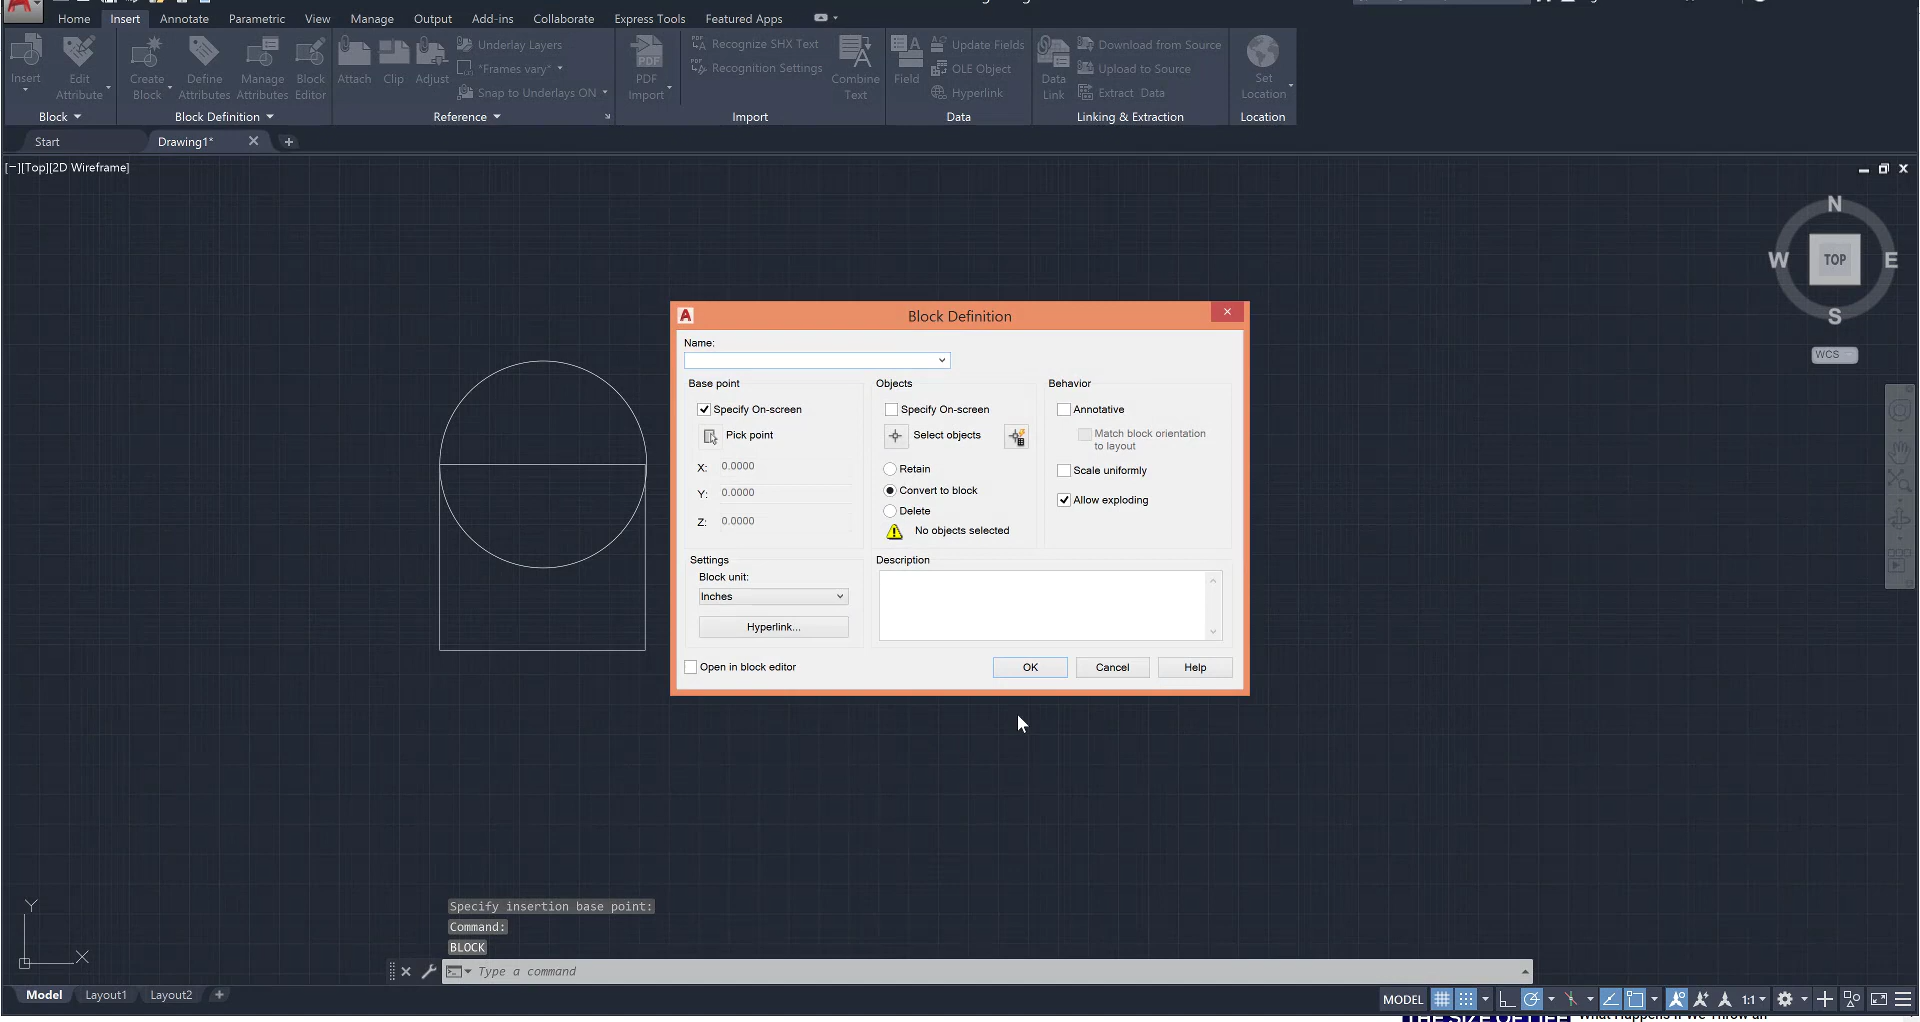 Insert Annotate Parametric View Manage Output Add-ins Collaborate Express Tools Featured Apps
Home
Insert
Edit
Attribute
Create
Block
Define
Attributes
Manage
Attributes
Block
Editor
Attach
Clip
Adjust
Underlay Layers
*Frames vary*
Snap to Underlays ON
PDF
Import
Recognize SHX Text
Recognition Settings
Combine
Text
Field
Update Fields
OLE Object
Hyperlink
Data
Link
Download from Source
Upload to Source
Extract Data
Set
Location
Block
Block Definition
Reference
Import
Data
Linking & Extraction
Location
Start
Drawing1*
[−][Top][2D Wireframe]
N
W
TOP
E
S
WCS
Block Definition
Name:
Base point
Specify On-screen
Pick point
X: 0.0000
Y: 0.0000
Z: 0.0000
Objects
Specify On-screen
Select objects
Retain
Convert to block
Delete
No objects selected
Behavior
Annotative
Match block orientation
to layout
Scale uniformly
Allow exploding
Settings
Block unit:
Inches
Hyperlink...
Description
Open in block editor
OK
Cancel
Help
Y
X
Specify insertion base point:
Command:
BLOCK
Type a command
Model
Layout1
Layout2
MODEL
1:1